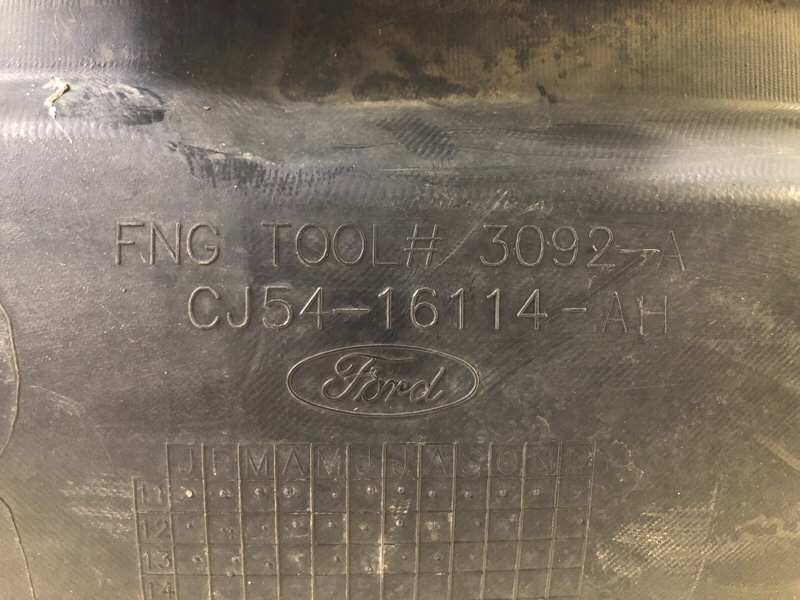 FNG TOOL# 3092-A
CJ54-16114-AH
Ford
J F M A M J J A S O N D
11
12
13
14